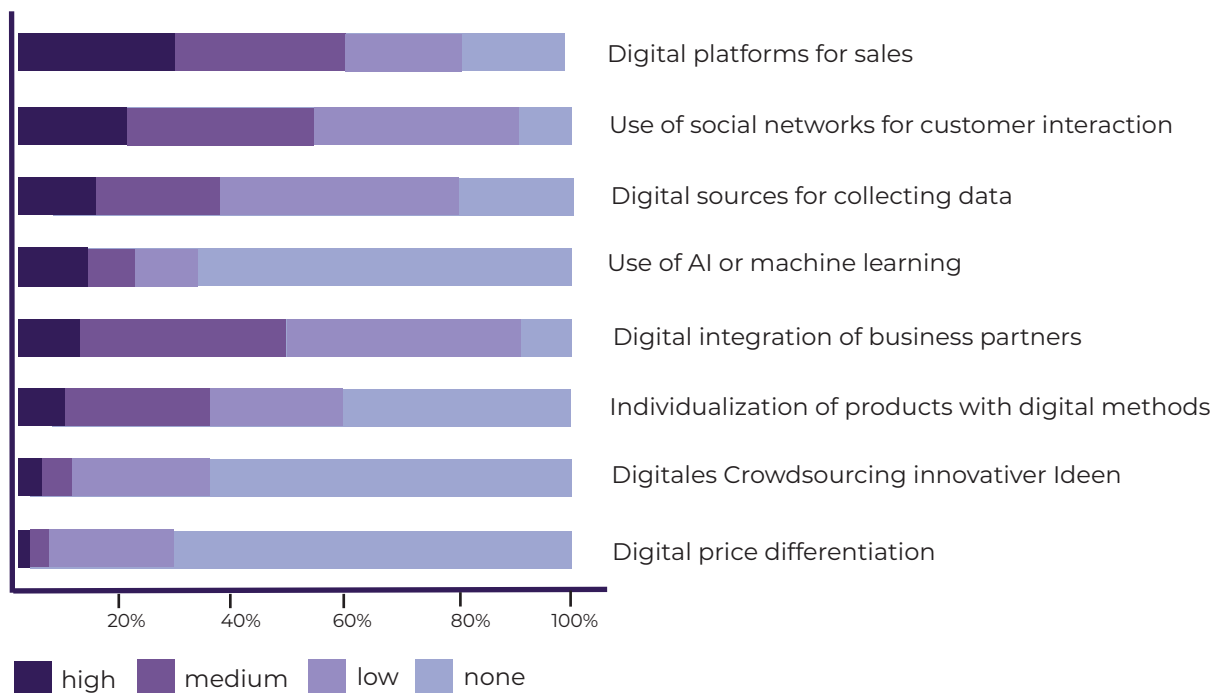 Digital platforms for sales
Use of social networks for customer interaction
Digital sources for collecting data
Use of AI or machine learning
Digital integration of business partners
Individualization of products with digital methods
Digitales Crowdsourcing innovativer Ideen
Digital price differentiation
20% 40% 60% 80% 100%
high medium low none